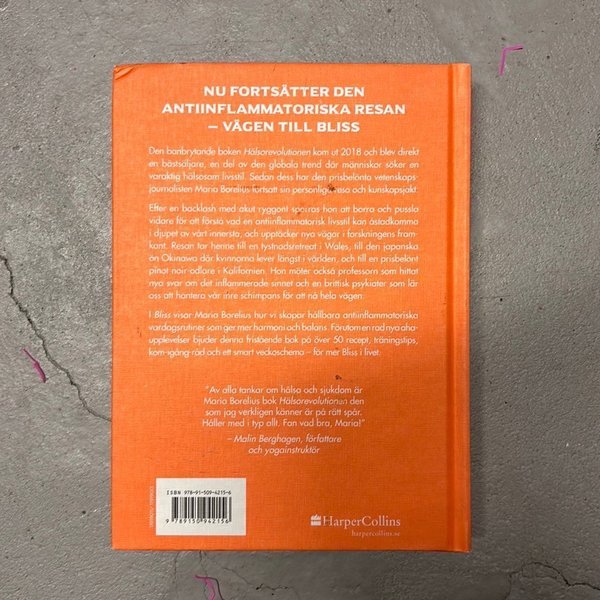 NU FORTSÄTTER DEN
ANTIINFLAMMATORISKA RESAN
– VÄGEN TILL BLISS
Den banbrytande boken Hälsorevolutionen kom ut 2018 och blev direkt
en bästsäljare, en del av den globala trend där människor söker en
varaktig hälsosam livsstil. Sedan dess har den prisbelönta vetenskaps-
journalisten Maria Borelius fortsatt sin personliga resa och kunskapsjakt.
Efter en backlash med akut ryggont sporras hon att borra och pussla
vidare för att förstå vad en antiinflammatorisk livsstil kan åstadkomma
i djupet av vårt innersta, och upptäcker nya vägar i forskningens fram-
kant. Resan tar henne till en tystnadsretreat i Wales, till den japanska
ön Okinawa där kvinnorna lever längst i världen, och till en prisbelönt
pinot noir-odlare i Kalifornien. Hon möter också professorn som hittat
nya svar om det inflammerade sinnet och en brittisk psykiater som lär
oss att hantera vår inre schimpans för att nå hela vägen.
I Bliss visar Maria Borelius hur vi skapar hållbara antiinflammatoriska
vardagsrutiner som ger mer harmoni och balans. Förutom en rad nya aha-
upplevelser bjuder denna fristående bok på över 50 recept, träningstips,
kom-igång-råd och ett smart veckoschema – för mer Bliss i livet.
"Av alla tankar om hälsa och sjukdom är
Maria Borelius bok Hälsorevolutionen den
som jag verkligen känner är på rätt spår.
Håller med i typ allt. Fan vad bra, Maria!"
– Malin Berghagen, författare
och yogainstruktör
ISBN 978-91-509-4215-6
9 789150 942156
HarperCollins
harpercollins.se